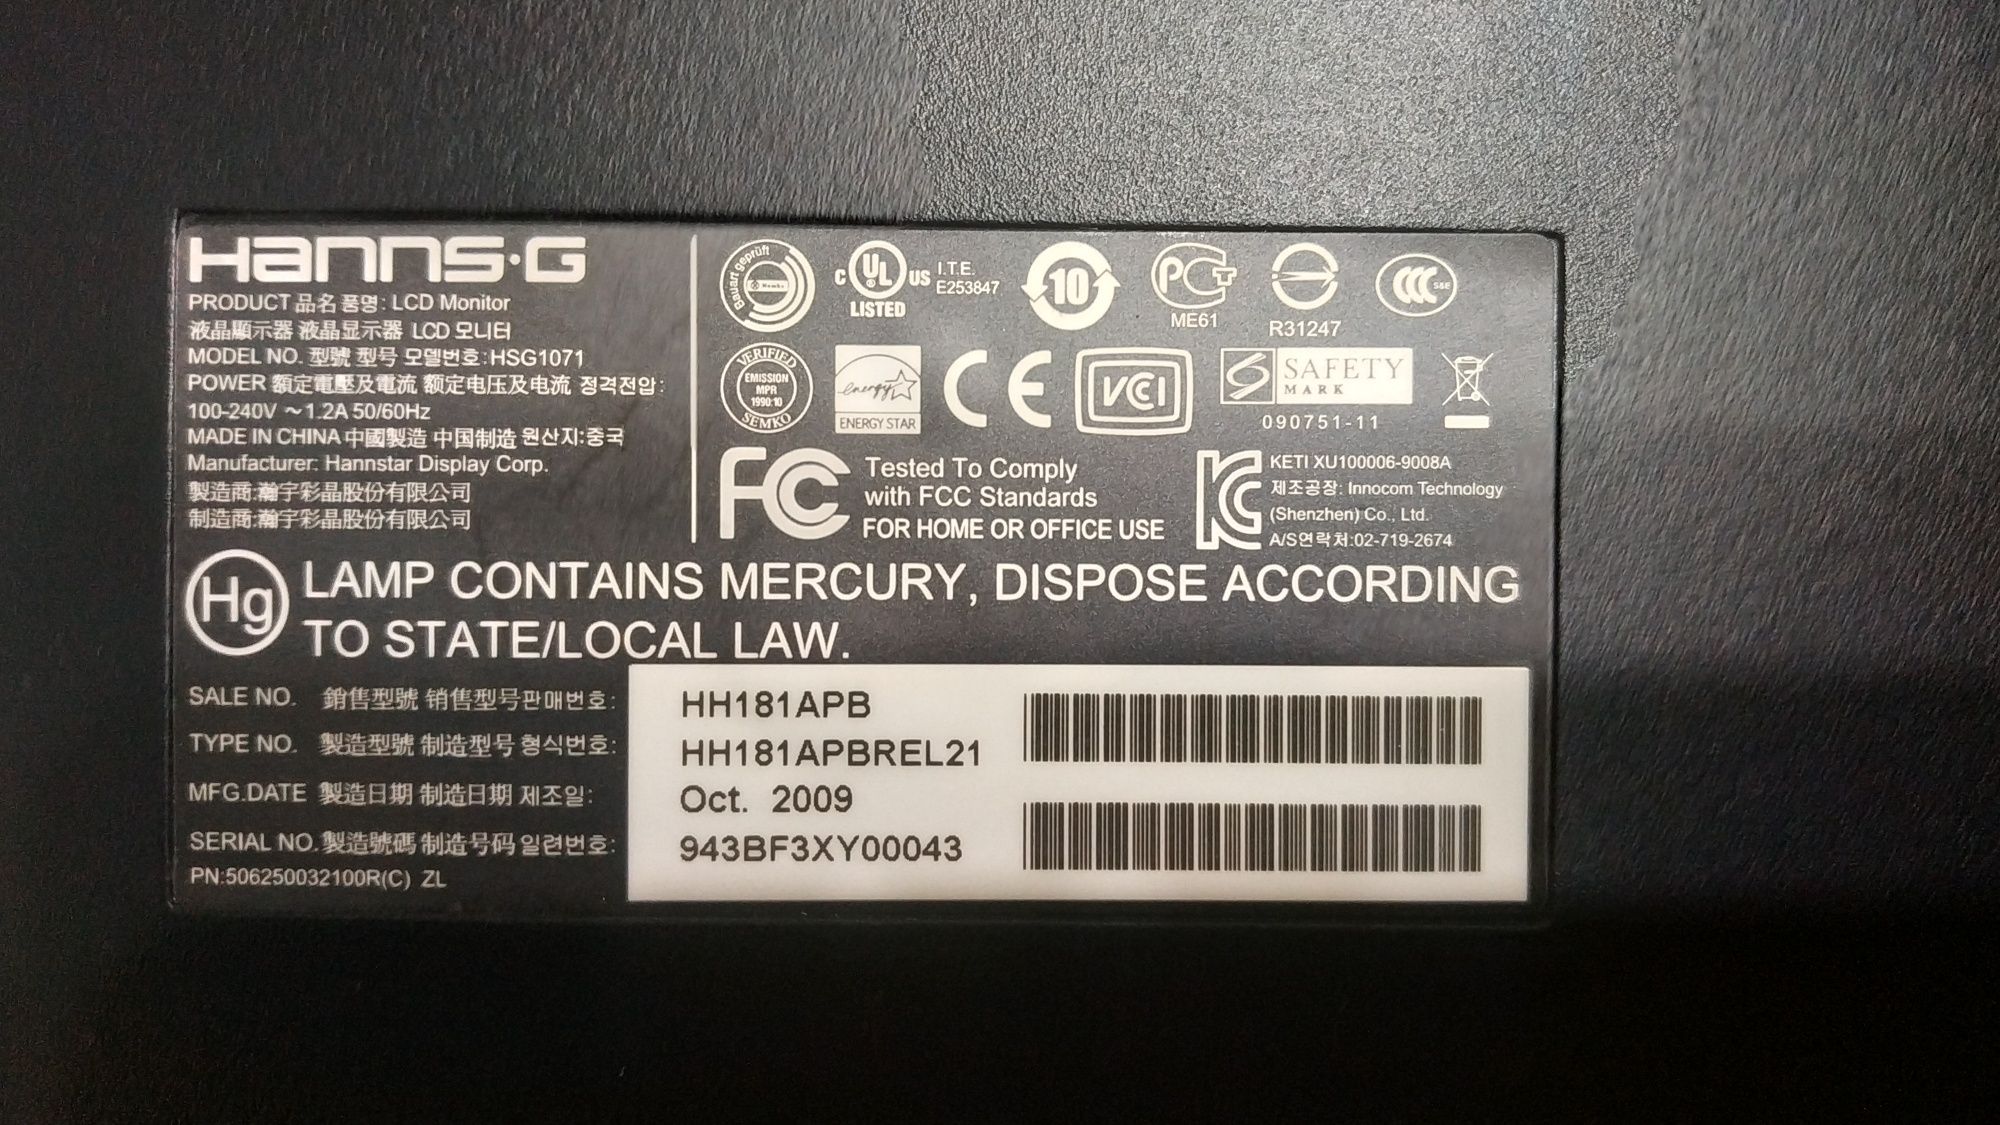 Hanns·G
PRODUCT 品名 품명: LCD Monitor
液晶顯示器 液晶显示器 LCD 모니터
MODEL NO. 型號 型号 모델번호: HSG1071
POWER 額定電壓及電流 额定电压及电流 정격전압:
100-240V ~ 1.2A 50/60Hz
MADE IN CHINA 中國製造 中国制造 원산지:중국
Manufacturer: Hannstar Display Corp.
製造商:瀚宇彩晶股份有限公司
制造商:瀚宇彩晶股份有限公司
Bauart geprüft
C UL US
LISTED
I.T.E.
E253847
10
PCT
ME61
R31247
CCC S&E
VERIFIED
EMISSION
MPR
1990:10
SEMKO
energy
ENERGY STAR
CE
VCCI
SAFETY
MARK
090751-11
FC
Tested To Comply
with FCC Standards
FOR HOME OR OFFICE USE
KC
KETI XU100006-9008A
제조공장: Innocom Technology
(Shenzhen) Co., Ltd.
A/S연락처:02-719-2674
Hg
LAMP CONTAINS MERCURY, DISPOSE ACCORDING
TO STATE/LOCAL LAW.
SALE NO. 銷售型號 销售型号 판매번호: HH181APB
TYPE NO. 製造型號 制造型号 형식번호: HH181APBREL21
MFG.DATE 製造日期 制造日期 제조일: Oct. 2009
SERIAL NO. 製造號碼 制造号码 일련번호: 943BF3XY00043
PN:506250032100R(C) ZL